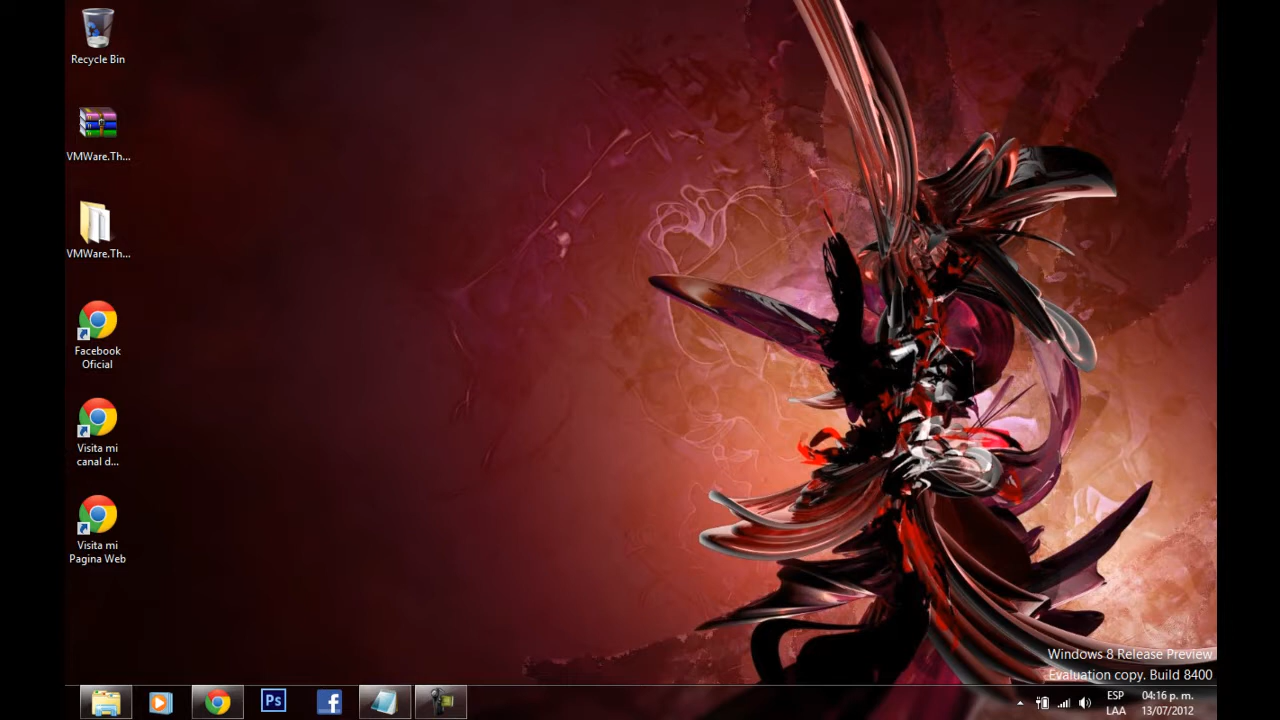 Recycle Bin
VMWare.Th...
VMWare.Th...
Facebook
Oficial
Visita mi
canal d...
Visita mi
Pagina Web
Windows 8 Release Preview
Evaluation copy. Build 8400
Ps
f
ESP
LAA
04:16 p. m.
13/07/2012